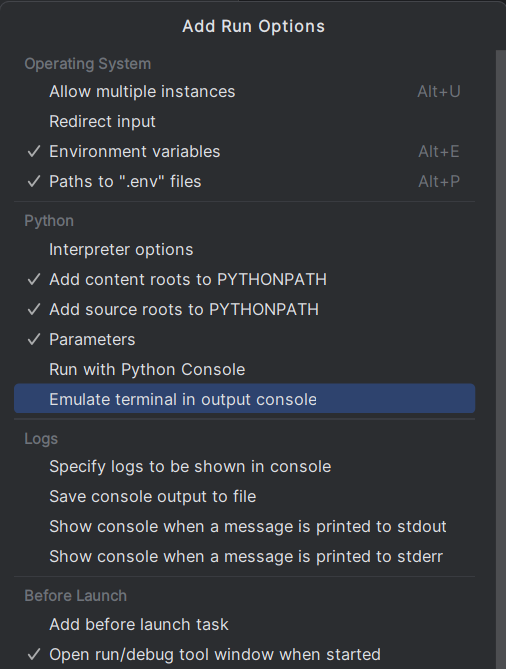 Add Run Options
Operating System
Allow multiple instances Alt+U
Redirect input
Environment variables Alt+E
Paths to ".env" files Alt+P
Python
Interpreter options
Add content roots to PYTHONPATH
Add source roots to PYTHONPATH
Parameters
Run with Python Console
Emulate terminal in output console
Logs
Specify logs to be shown in console
Save console output to file
Show console when a message is printed to stdout
Show console when a message is printed to stderr
Before Launch
Add before launch task
Open run/debug tool window when started